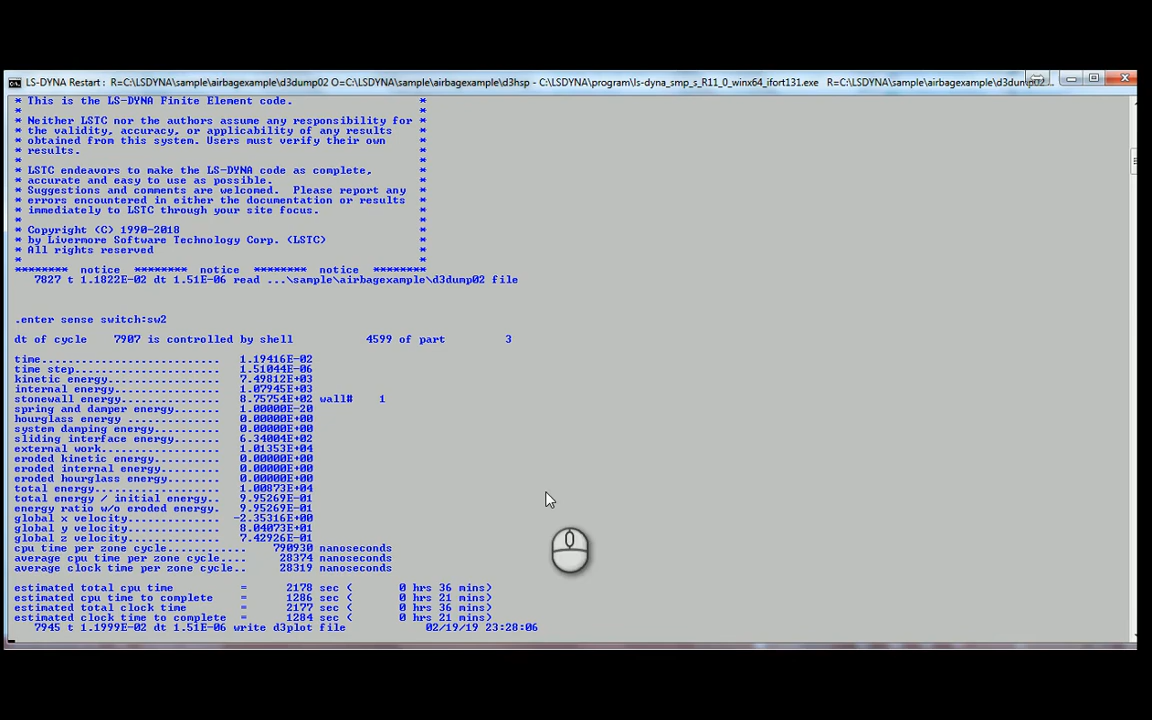 LS-DYNA Restart : R=C:\LSDYNA\sample\airbagexample\d3dump02 O=C:\LSDYNA\sample\airbagexample\d3hsp - C:\LSDYNA\program\ls-dyna_smp_s_R11_0_winx64_ifort131.exe R=C:\LSDYNA\sample\airbagexample\d3dump02...
* This is the LS-DYNA Finite Element code. *
* *
* Neither LSTC nor the authors assume any responsibility for *
* the validity, accuracy, or applicability of any results *
* obtained from this system. Users must verify their own *
* results. *
* *
* LSTC endeavors to make the LS-DYNA code as complete, *
* accurate and easy to use as possible. *
* Suggestions and comments are welcomed. Please report any *
* errors encountered in either the documentation or results *
* immediately to LSTC through your site focus. *
* *
* Copyright (C) 1990-2018 *
* by Livermore Software Technology Corp. (LSTC) *
* All rights reserved *
* *
******** notice ******** notice ******** notice ********
7827 t 1.1822E-02 dt 1.51E-06 read ...\sample\airbagexample\d3dump02 file
.enter sense switch:sw2
dt of cycle 7907 is controlled by shell 4599 of part 3
time........................... 1.19416E-02
time step...................... 1.51044E-06
kinetic energy................. 7.49812E+03
internal energy................ 1.07945E+03
stonewall energy............... 8.75754E+02 wall# 1
spring and damper energy....... 1.00000E-20
hourglass energy .............. 0.00000E+00
system damping energy.......... 0.00000E+00
sliding interface energy....... 6.34004E+02
external work.................. 1.01353E+04
eroded kinetic energy.......... 0.00000E+00
eroded internal energy......... 0.00000E+00
eroded hourglass energy........ 0.00000E+00
total energy................... 1.00873E+04
total energy / initial energy.. 9.95269E-01
energy ratio w/o eroded energy. 9.95269E-01
global x velocity.............. -2.35316E+00
global y velocity.............. 8.04073E+01
global z velocity.............. 7.42926E-01
cpu time per zone cycle............ 790930 nanoseconds
average cpu time per zone cycle.... 28374 nanoseconds
average clock time per zone cycle.. 28319 nanoseconds
estimated total cpu time = 2178 sec ( 0 hrs 36 mins)
estimated cpu time to complete = 1286 sec ( 0 hrs 21 mins)
estimated total clock time = 2177 sec ( 0 hrs 36 mins)
estimated clock time to complete = 1284 sec ( 0 hrs 21 mins)
7945 t 1.1999E-02 dt 1.51E-06 write d3plot file 02/19/19 23:28:06